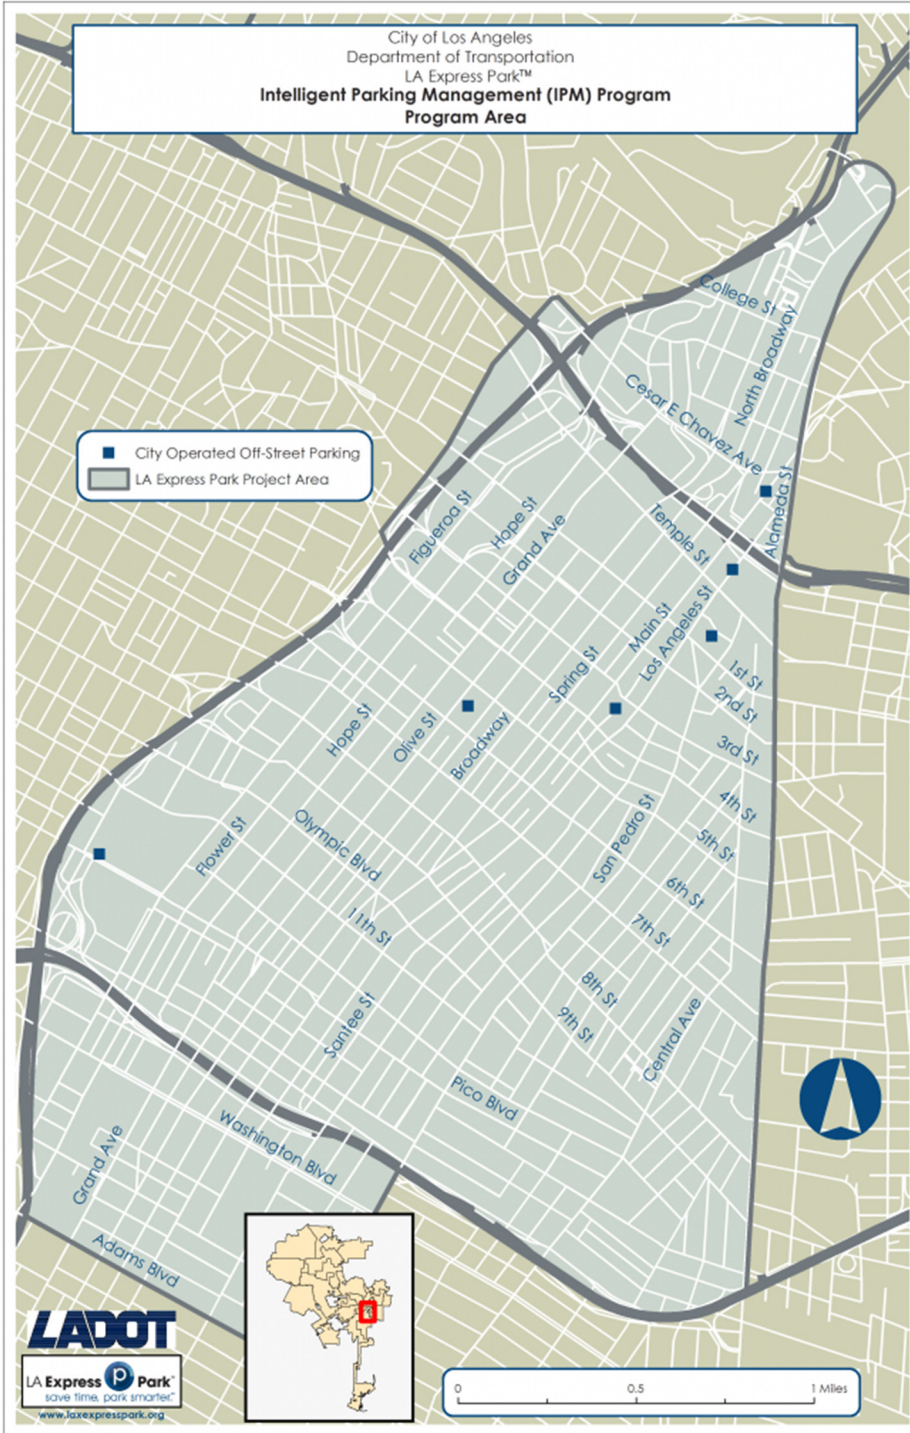 City of Los Angeles
Department of Transportation
LA Express Park™
Intelligent Parking Management (IPM) Program
Program Area
College St
North Broadway
Cesar E Chavez Ave
City Operated Off-Street Parking
LA Express Park Project Area
Alameda St
Figueroa St
Hope St
Grand Ave
Temple St
Main St
Los Angeles St
Spring St
1st St
2nd St
3rd St
Hope St
Olive St
Broadway
4th St
5th St
San Pedro St
Flower St
Olympic Blvd
6th St
7th St
11th St
8th St
9th St
Santee St
Central Ave
Pico Blvd
Washington Blvd
Grand Ave
Adams Blvd
LADOT
LA Express P Park™
save time, park smarter.™
www.laexpresspark.org
0 0.5 1 Miles